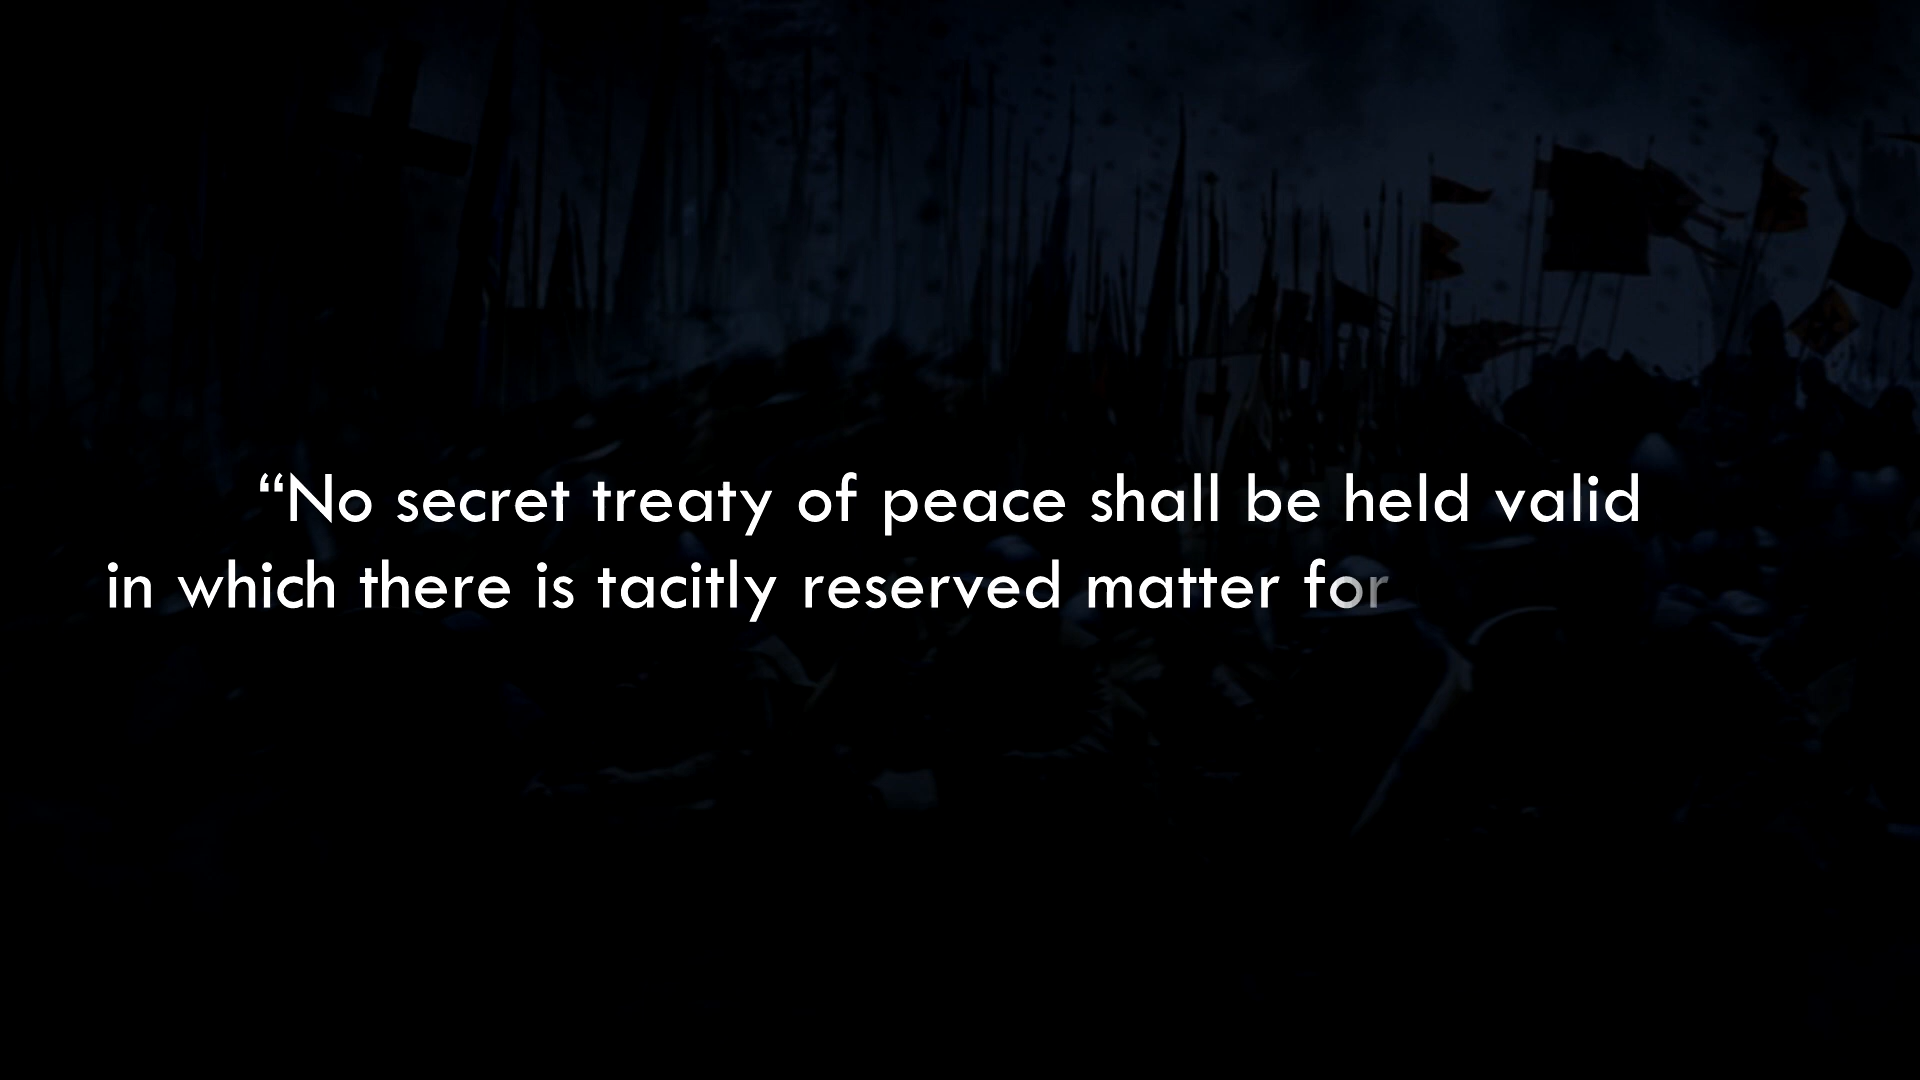 “No secret treaty of peace shall be held valid
in which there is tacitly reserved matter for